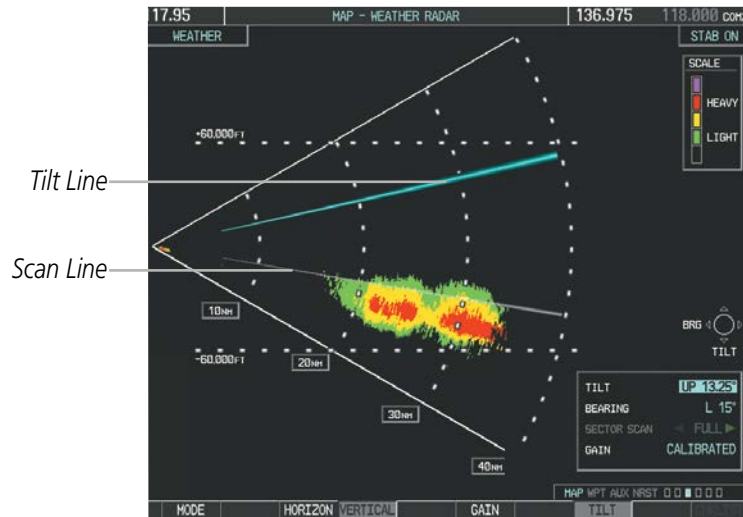 117.95 MAP – WEATHER RADAR 136.975 118.000 COM2
WEATHER STAB ON
SCALE
HEAVY
LIGHT
+60,000FT
Tilt Line
Scan Line
10NM
-60,000FT
20NM
30NM
40NM
BRG
TILT
TILT UP 13.25°
BEARING L 15°
SECTOR SCAN FULL
GAIN CALIBRATED
MAP WPT AUX NRST
MODE HORIZON VERTICAL GAIN TILT